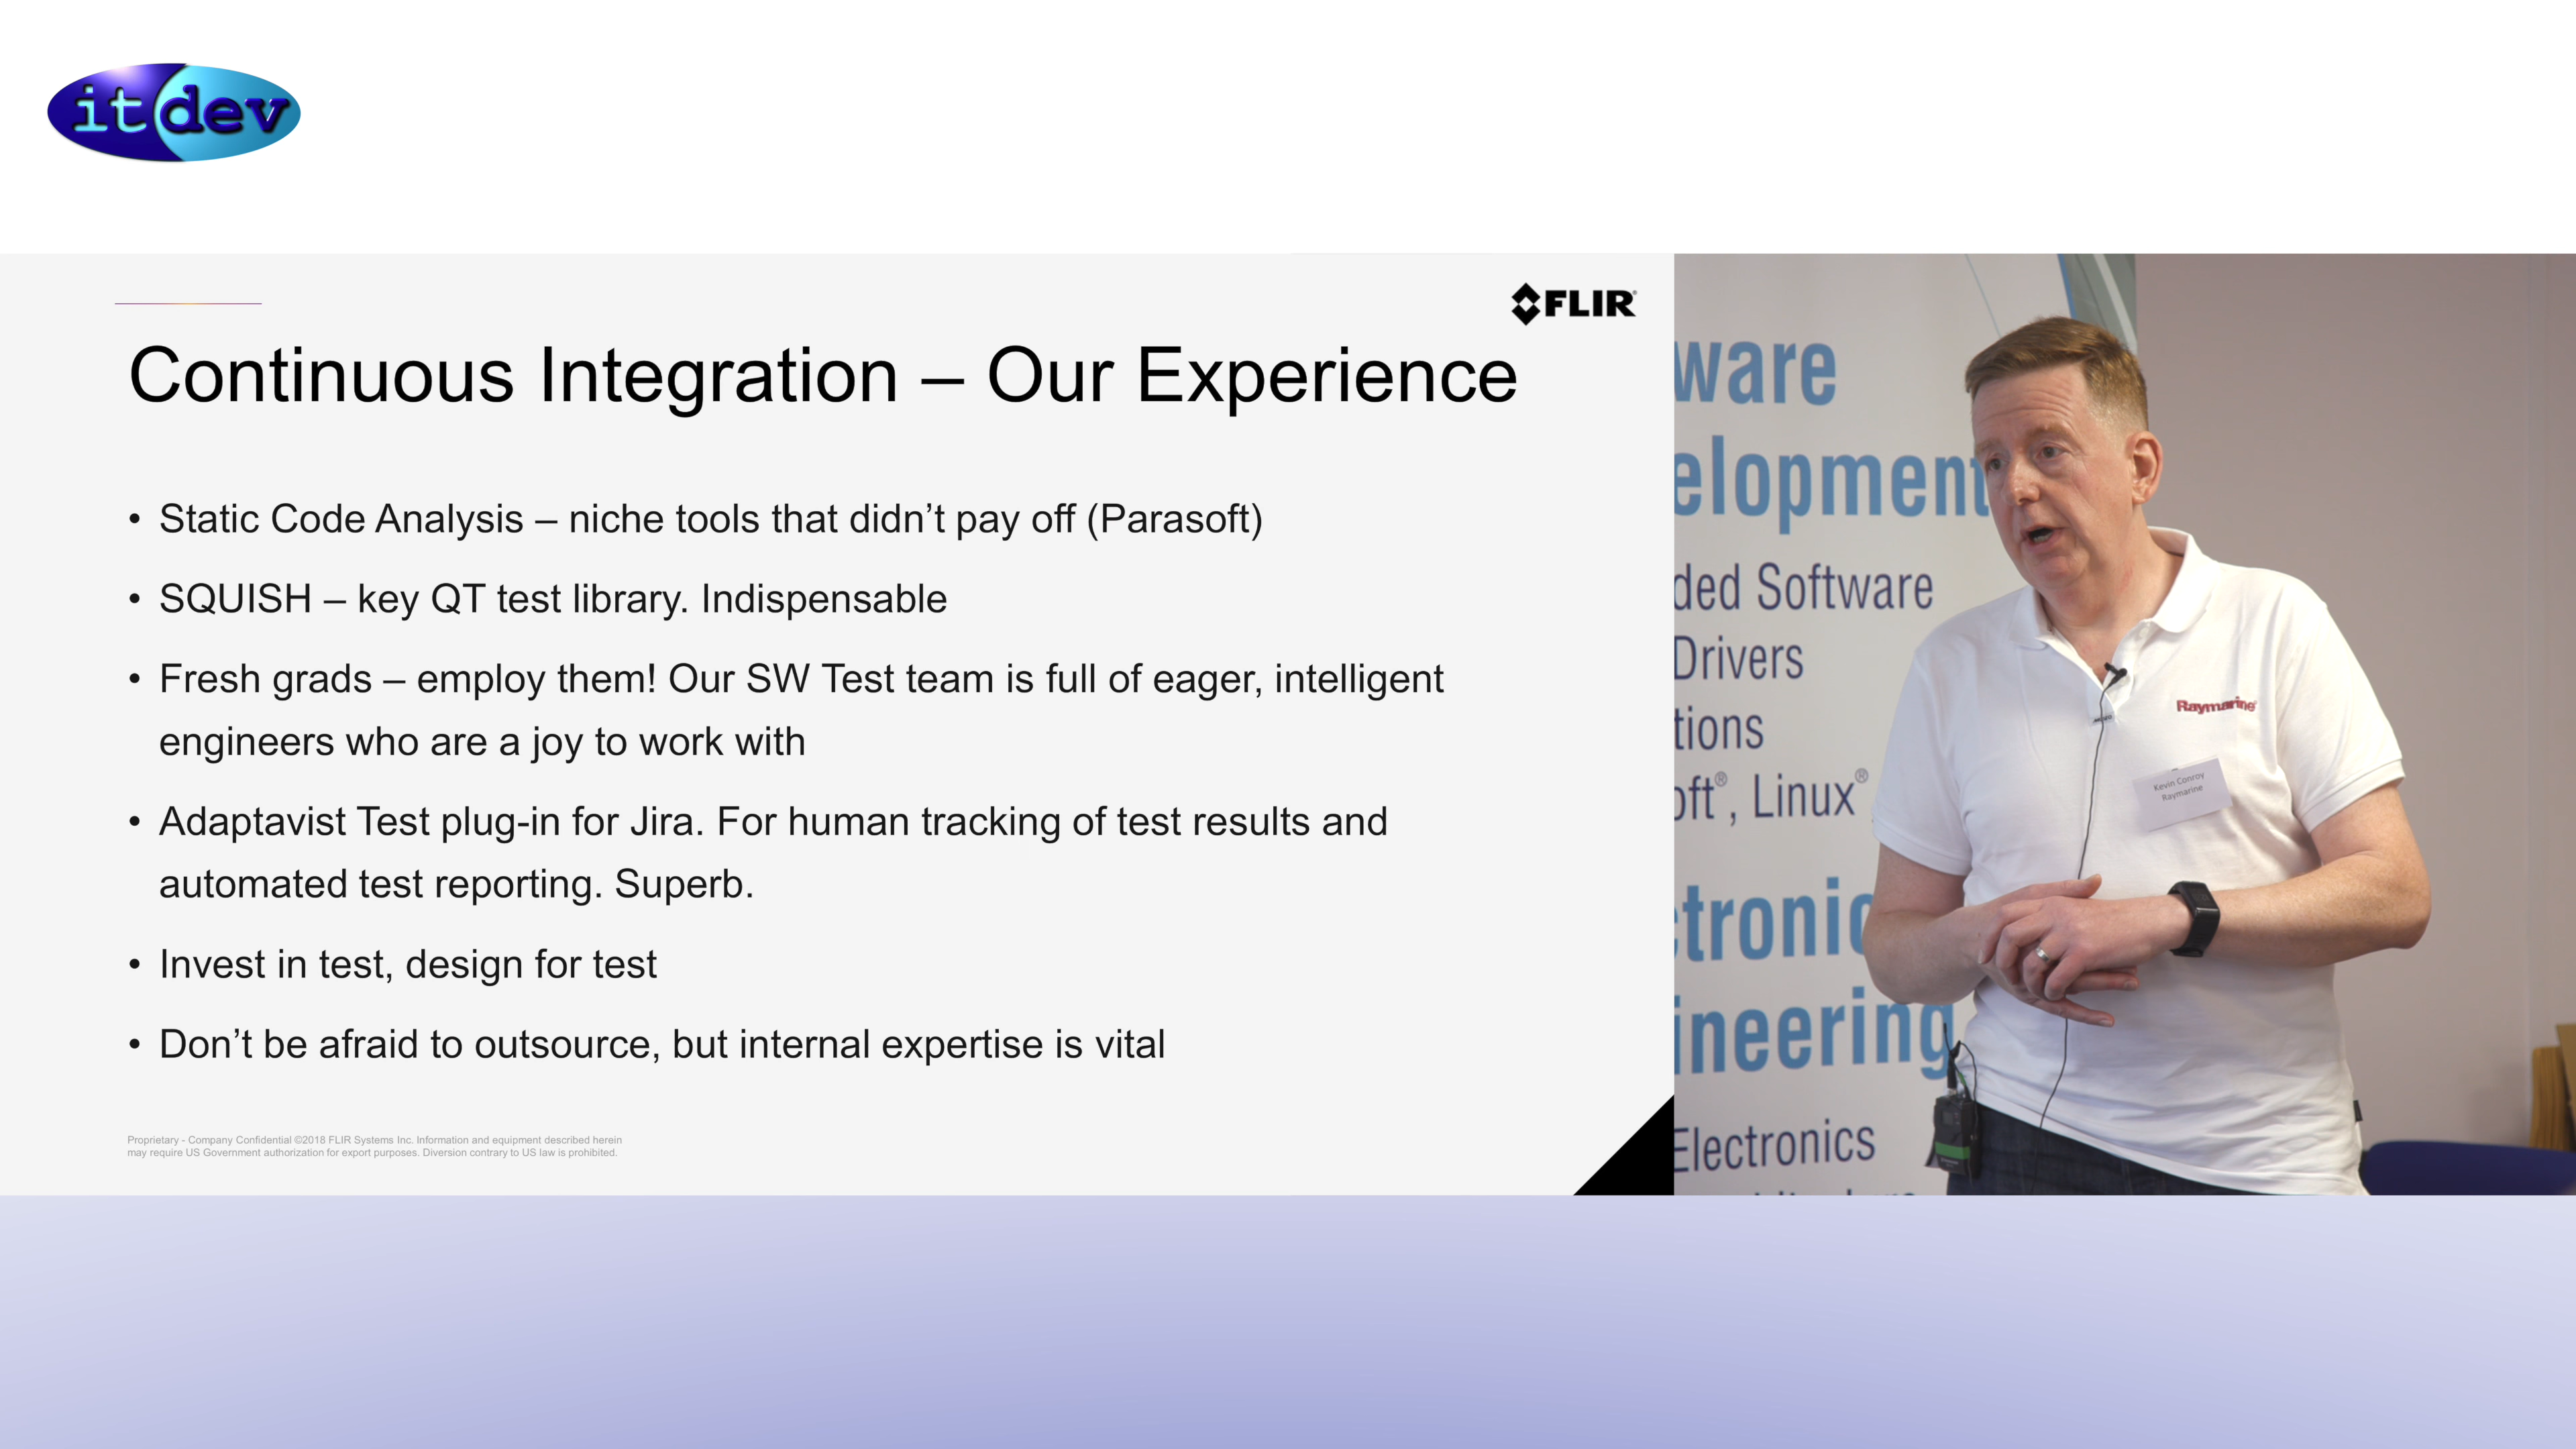 itdev
FLIR
Continuous Integration – Our Experience
• Static Code Analysis – niche tools that didn’t pay off (Parasoft)
• SQUISH – key QT test library. Indispensable
• Fresh grads – employ them! Our SW Test team is full of eager, intelligent
engineers who are a joy to work with
• Adaptavist Test plug-in for Jira. For human tracking of test results and
automated test reporting. Superb.
• Invest in test, design for test
• Don’t be afraid to outsource, but internal expertise is vital
Proprietary - Company Confidential ©2018 FLIR Systems Inc. Information and equipment described herein
may require US Government authorization for export purposes. Diversion contrary to US law is prohibited.
ware
elopment
ded Software
Drivers
tions
oft®, Linux®
tronic
ineering
Electronics
Raymarine
Kevin Conroy
Raymarine